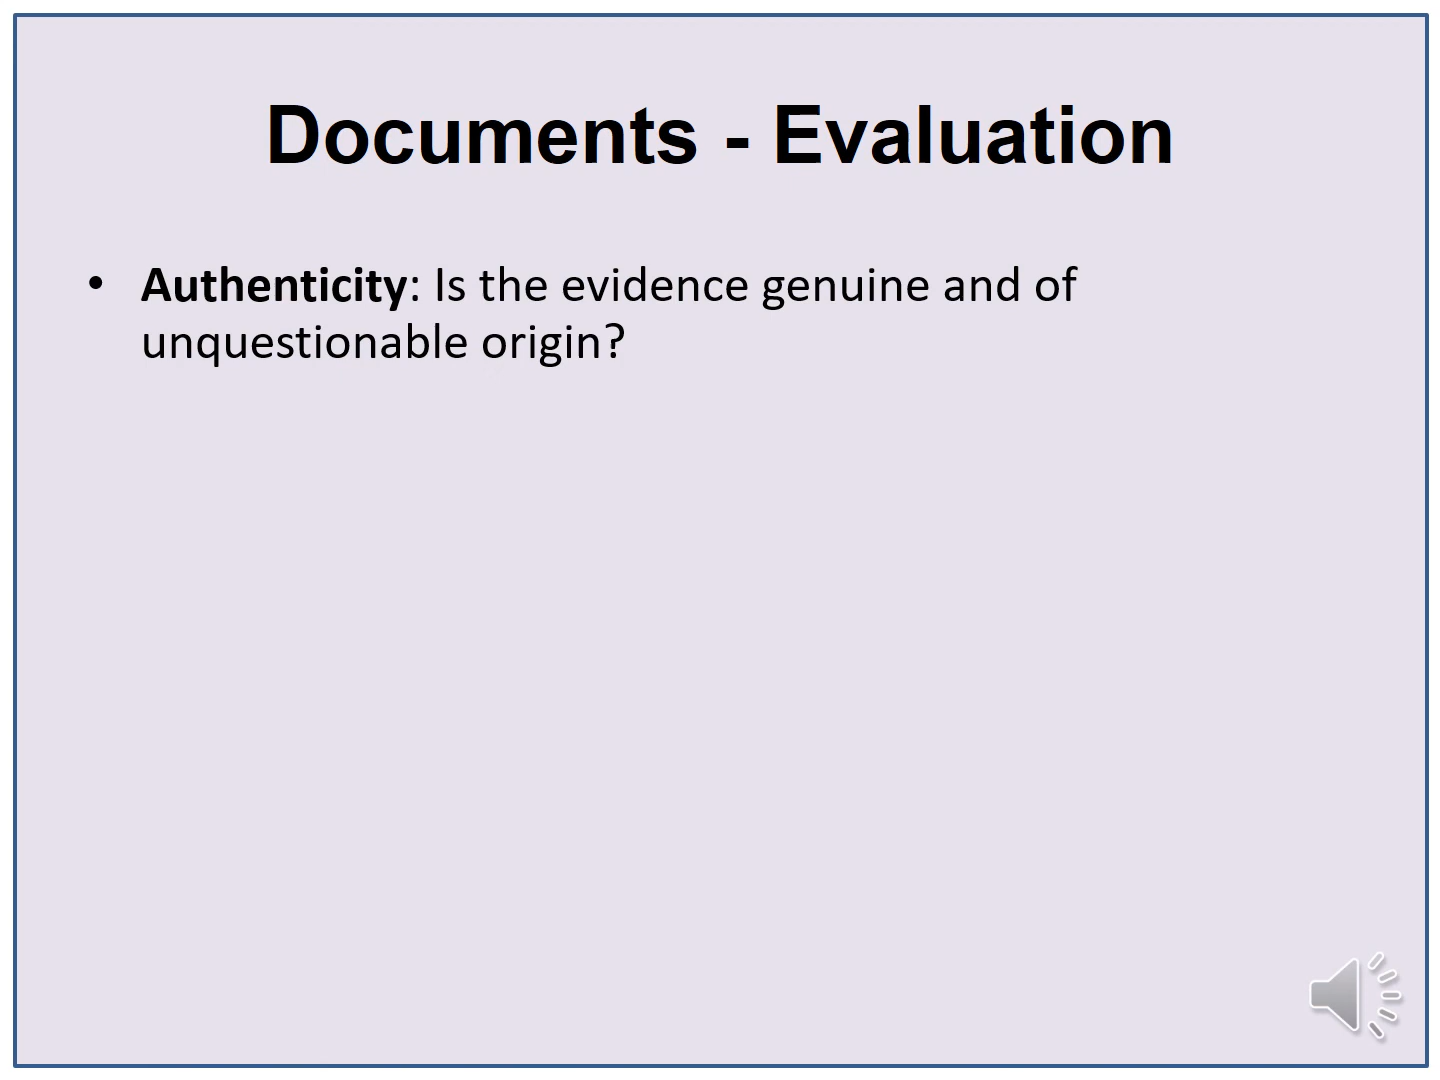 Documents - Evaluation
• Authenticity: Is the evidence genuine and of
unquestionable origin?